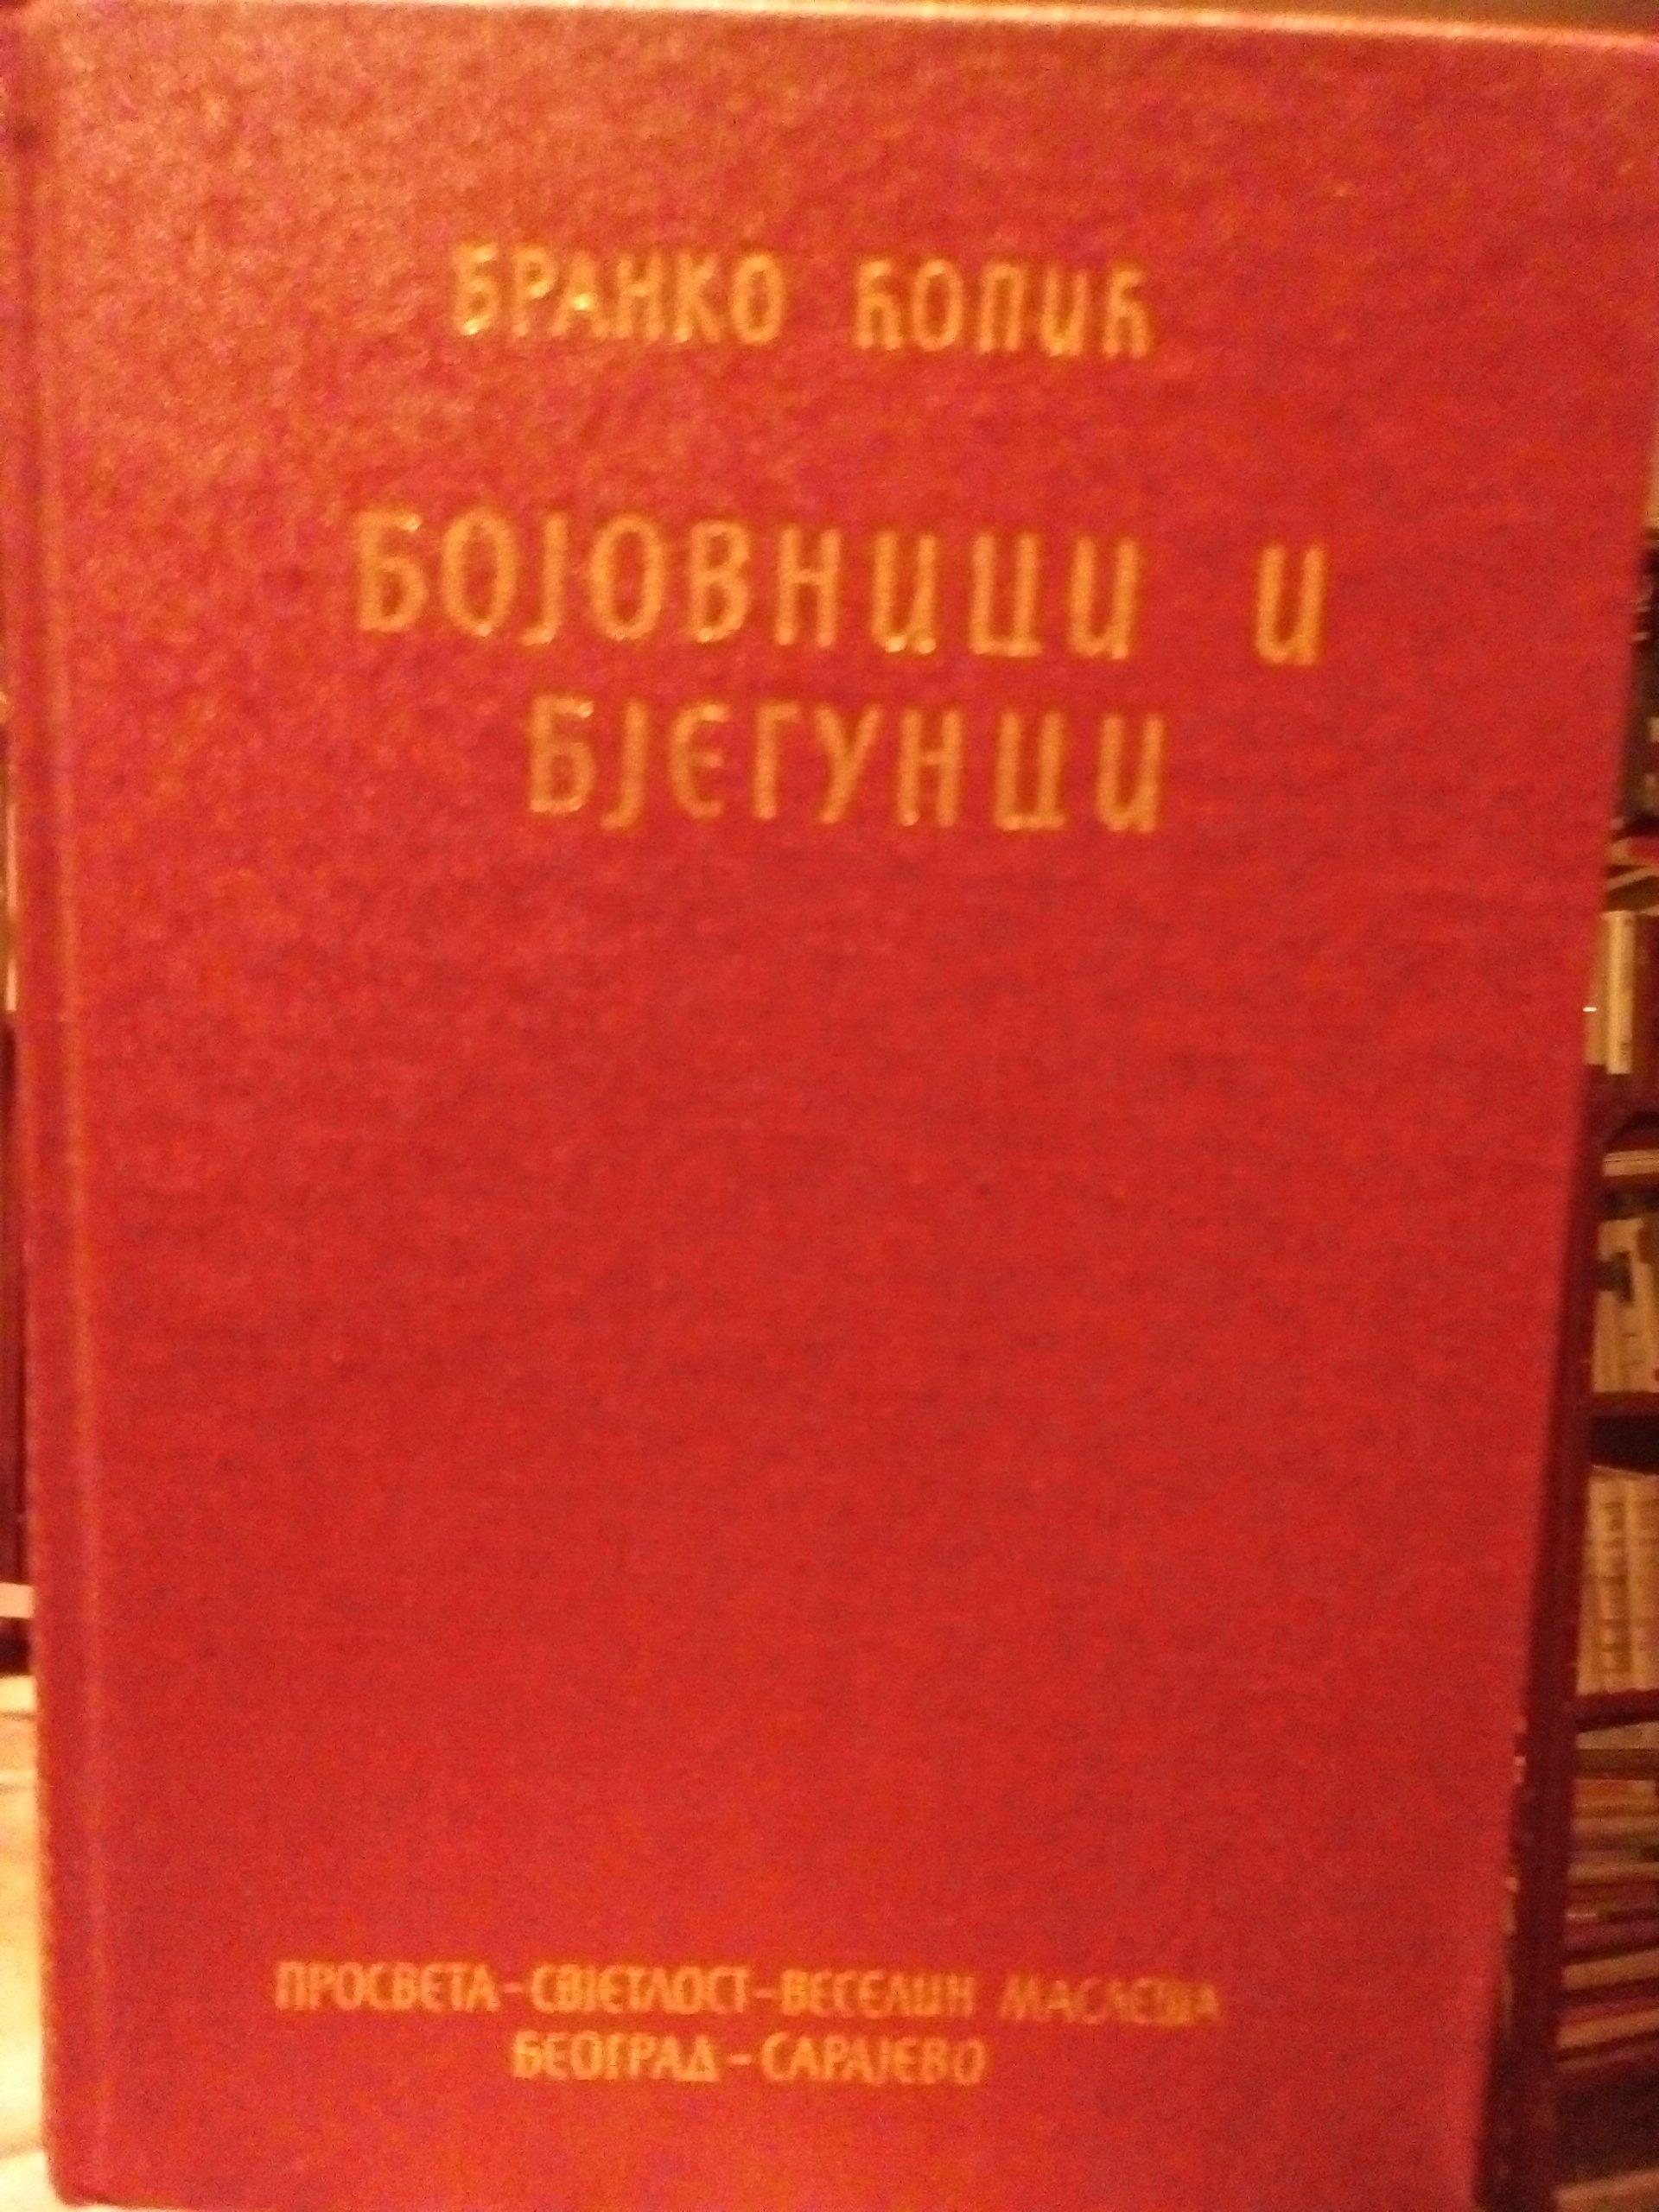 БРАНКО ЋОПИЋ
БОЈОВНИЦИ И
БЈЕГУНЦИ
ПРОСВЕТА-СВЈЕТЛОСТ-ВЕСЕЛИН МАСЛЕША
БЕОГРАД-САРАЈЕВО